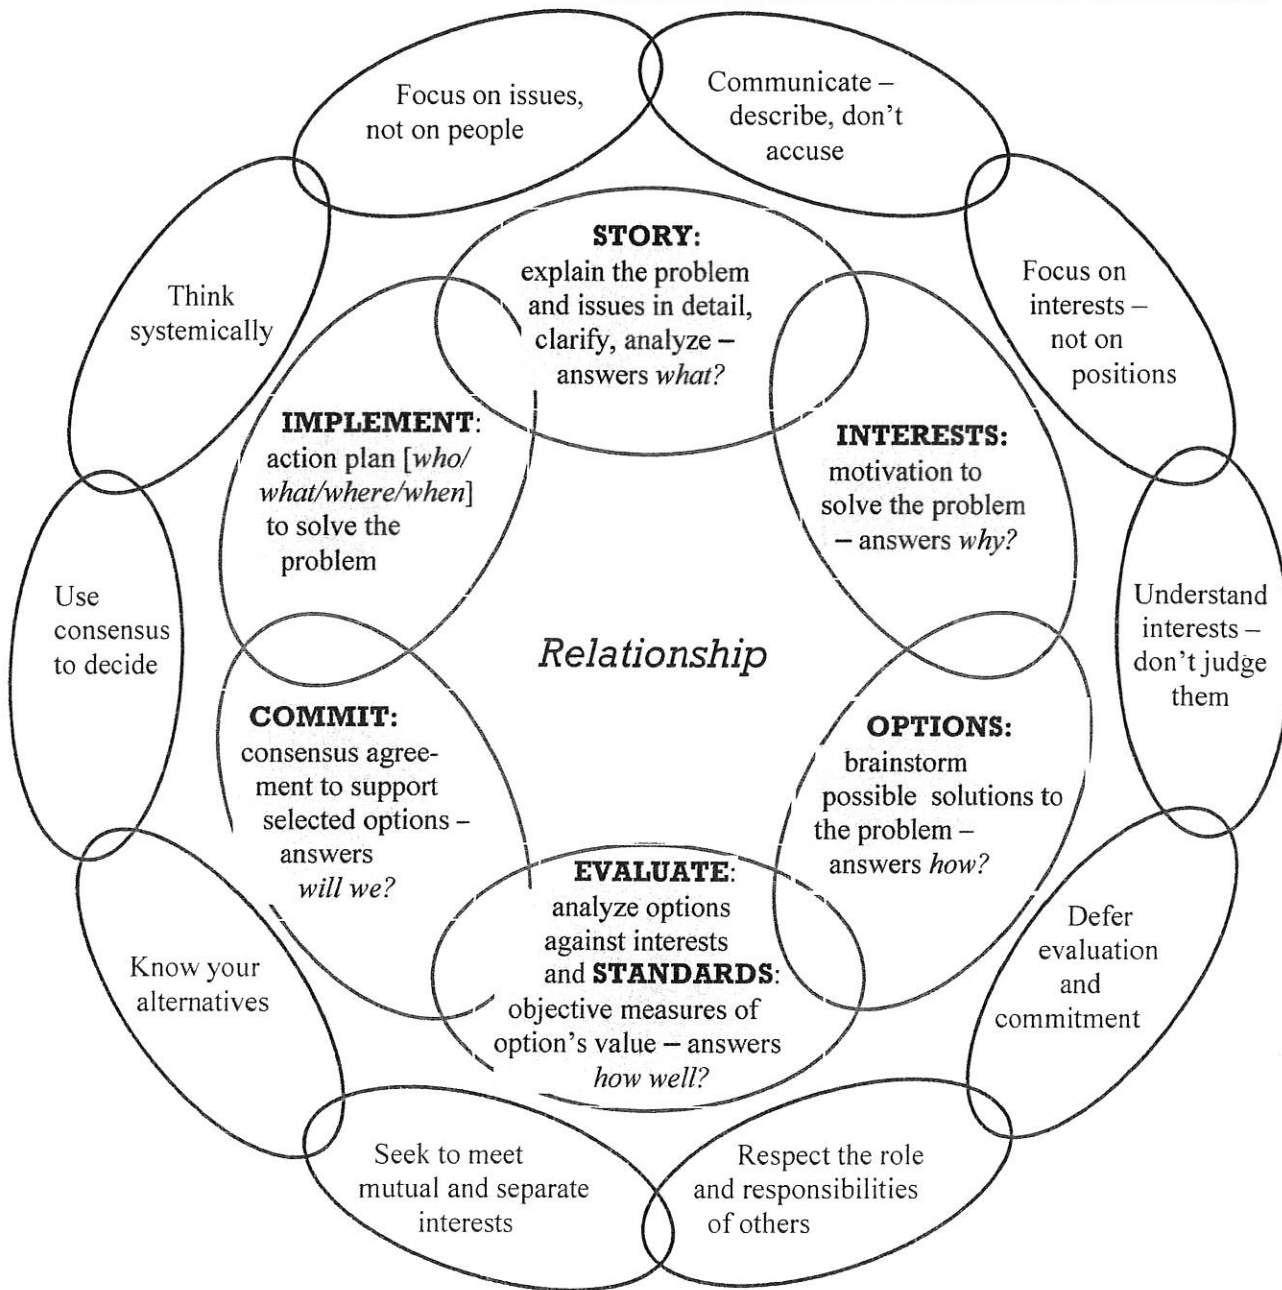 Focus on issues,
not on people
Communicate –
describe, don't
accuse
Focus on
interests –
not on
positions
Understand
interests –
don't judge
them
Defer
evaluation
and
commitment
Respect the role
and responsibilities
of others
Seek to meet
mutual and separate
interests
Know your
alternatives
Use
consensus
to decide
Think
systemically
STORY:
explain the problem
and issues in detail,
clarify, analyze –
answers what?
INTERESTS:
motivation to
solve the problem
– answers why?
OPTIONS:
brainstorm
possible solutions to
the problem –
answers how?
EVALUATE:
analyze options
against interests
and STANDARDS:
objective measures of
option's value – answers
how well?
COMMIT:
consensus agree-
ment to support
selected options –
answers
will we?
IMPLEMENT:
action plan [who/
what/where/when]
to solve the
problem
Relationship